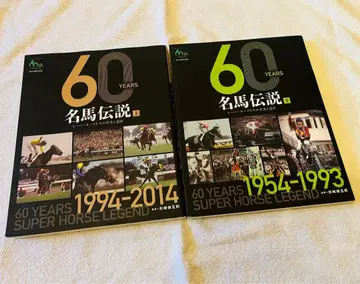 60
YEARS
名馬伝説 上
1994-2014
60 YEARS
SUPER HORSE LEGEND
60
YEARS
名馬伝説 下
1954-1993
60 YEARS
SUPER HORSE LEGEND